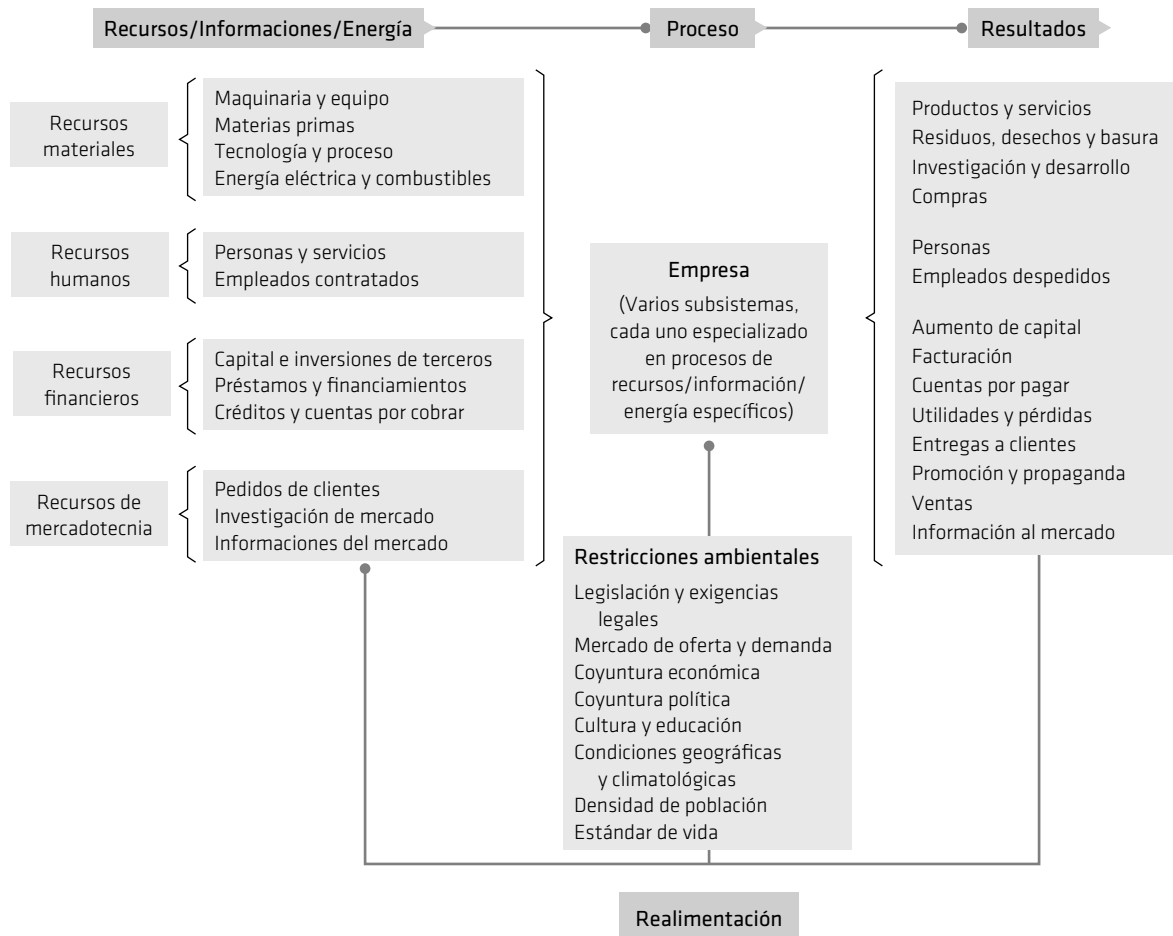 Recursos/Informaciones/Energía
Proceso
Resultados
Recursos
materiales
Maquinaria y equipo
Materias primas
Tecnología y proceso
Energía eléctrica y combustibles
Recursos
humanos
Personas y servicios
Empleados contratados
Recursos
financieros
Capital e inversiones de terceros
Préstamos y financiamientos
Créditos y cuentas por cobrar
Recursos de
mercadotecnia
Pedidos de clientes
Investigación de mercado
Informaciones del mercado
Empresa
(Varios subsistemas,
cada uno especializado
en procesos de
recursos/información/
energía específicos)
Restricciones ambientales
Legislación y exigencias
legales
Mercado de oferta y demanda
Coyuntura económica
Coyuntura política
Cultura y educación
Condiciones geográficas
y climatológicas
Densidad de población
Estándar de vida
Productos y servicios
Residuos, desechos y basura
Investigación y desarrollo
Compras
Personas
Empleados despedidos
Aumento de capital
Facturación
Cuentas por pagar
Utilidades y pérdidas
Entregas a clientes
Promoción y propaganda
Ventas
Información al mercado
Realimentación